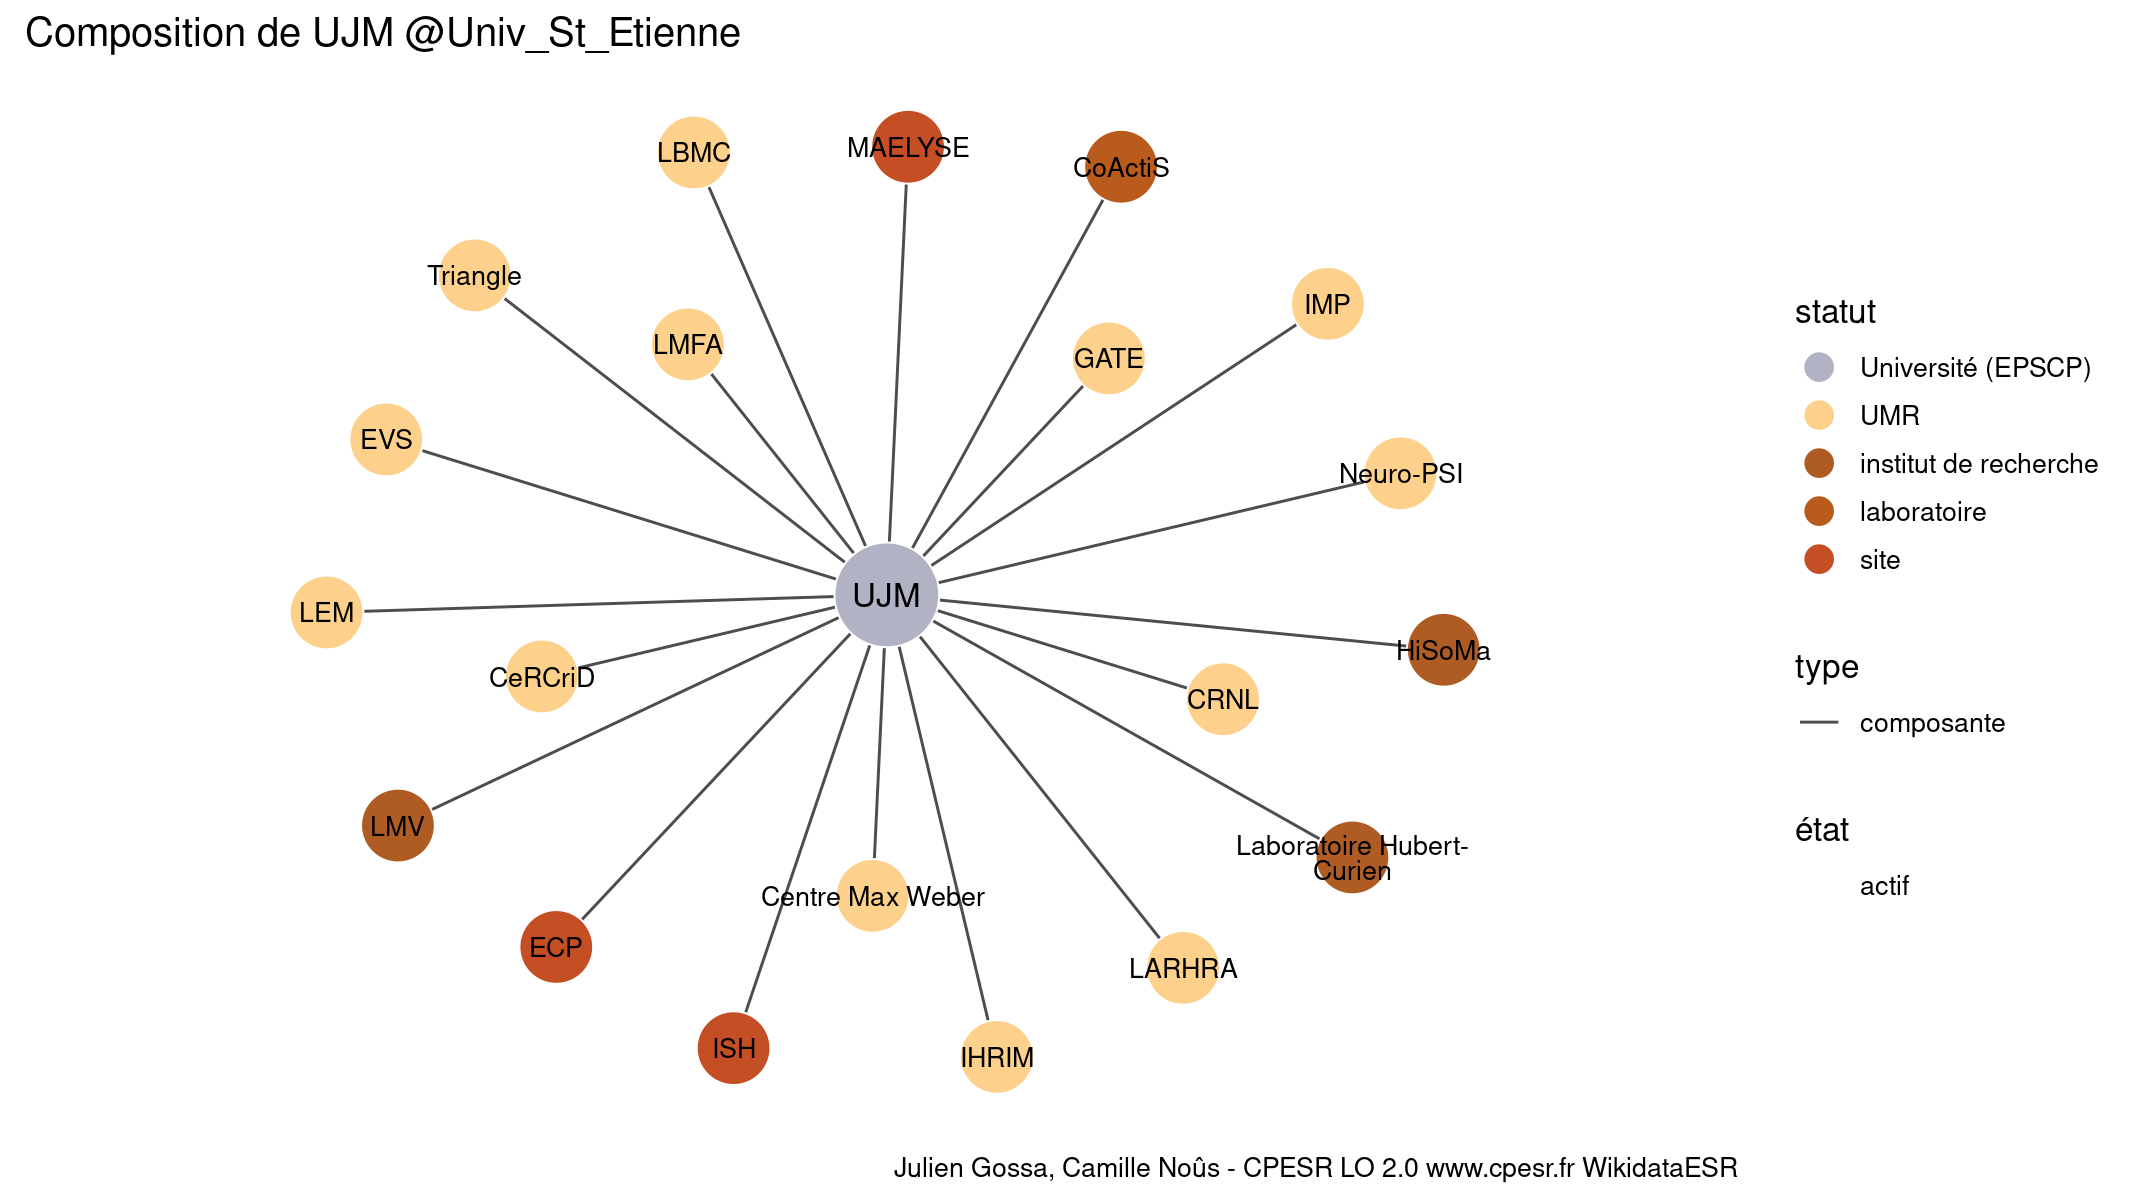 Composition de UJM @Univ_St_Etienne
LBMC
MAELYSE
CoActiS
Triangle
IMP
LMFA
GATE
EVS
Neuro-PSI
UJM
LEM
HiSoMa
CeRCriD
CRNL
LMV
Laboratoire Hubert-
Curien
Centre Max Weber
ECP
LARHRA
ISH
IHRIM
statut
Université (EPSCP)
UMR
institut de recherche
laboratoire
site
type
composante
état
actif
Julien Gossa, Camille Noûs - CPESR LO 2.0 www.cpesr.fr WikidataESR